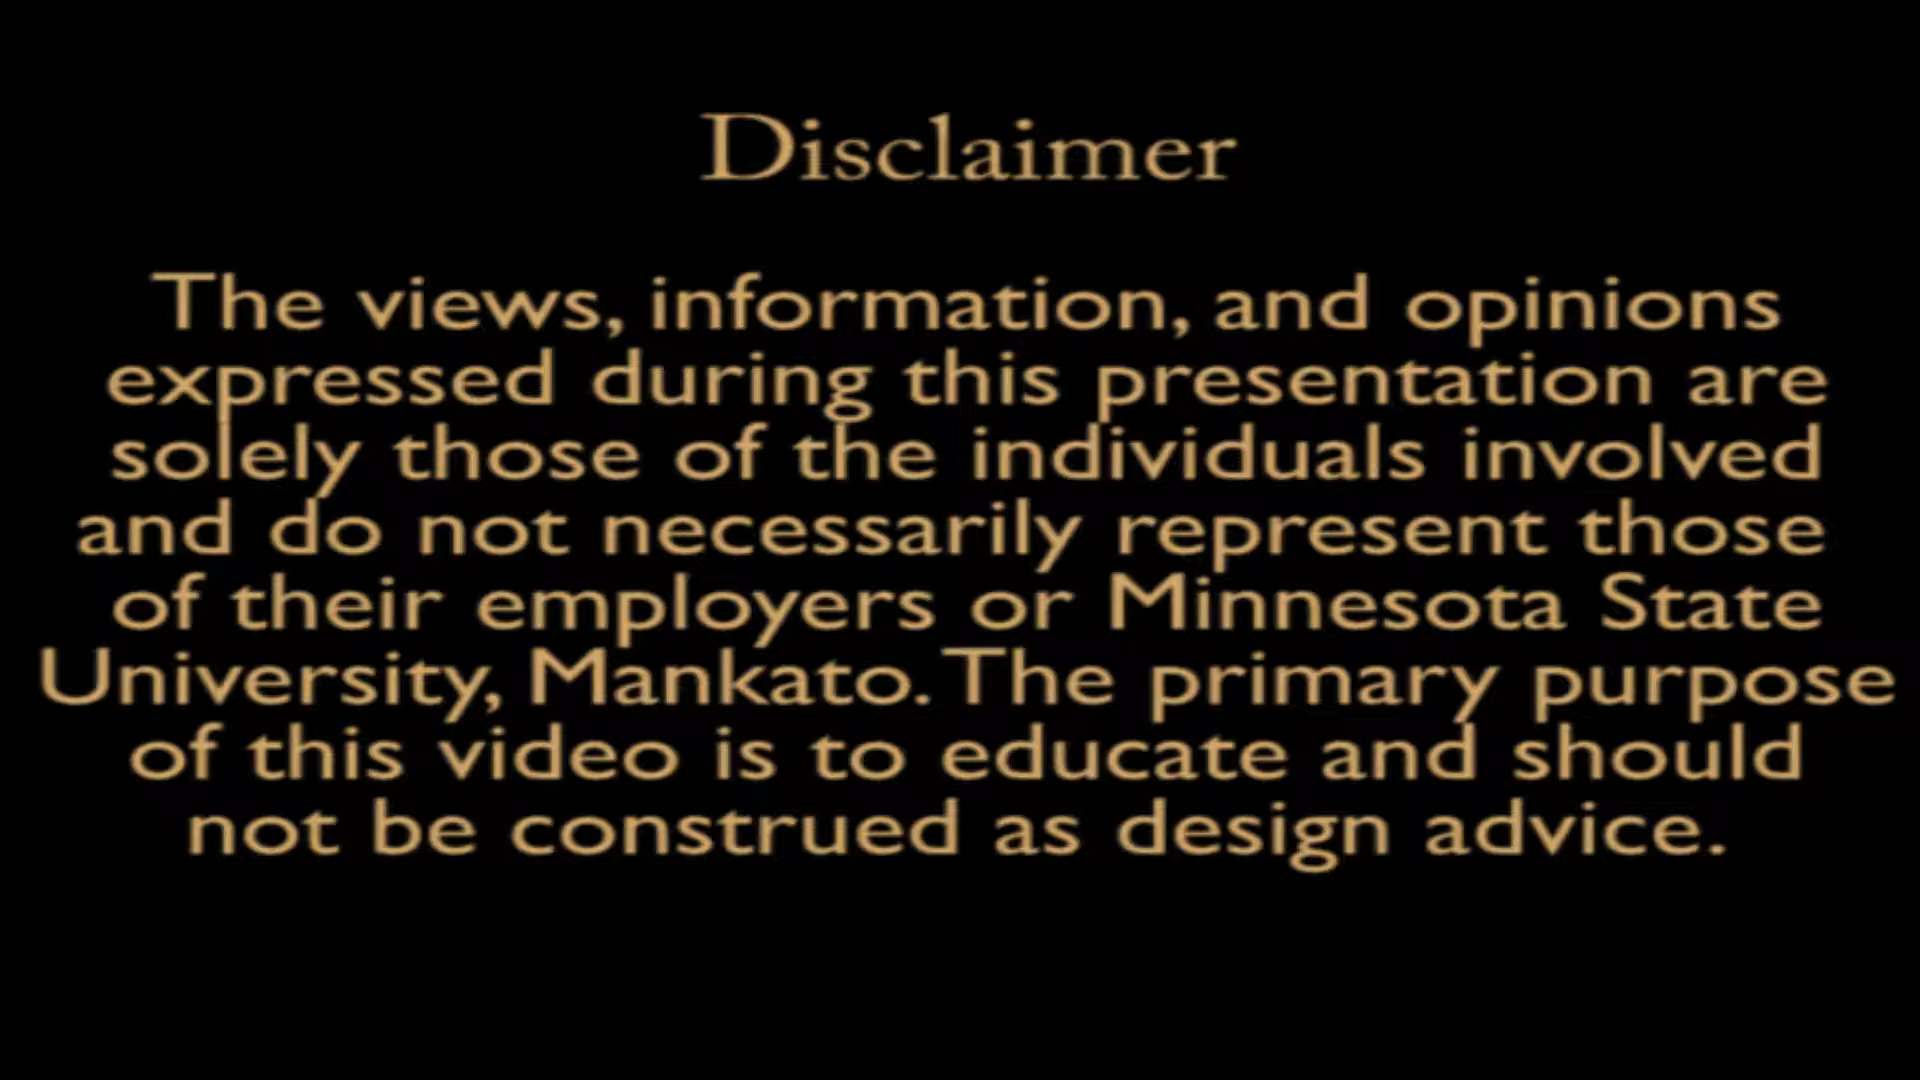 Disclaimer
The views, information, and opinions
expressed during this presentation are
solely those of the individuals involved
and do not necessarily represent those
of their employers or Minnesota State
University, Mankato. The primary purpose
of this video is to educate and should
not be construed as design advice.